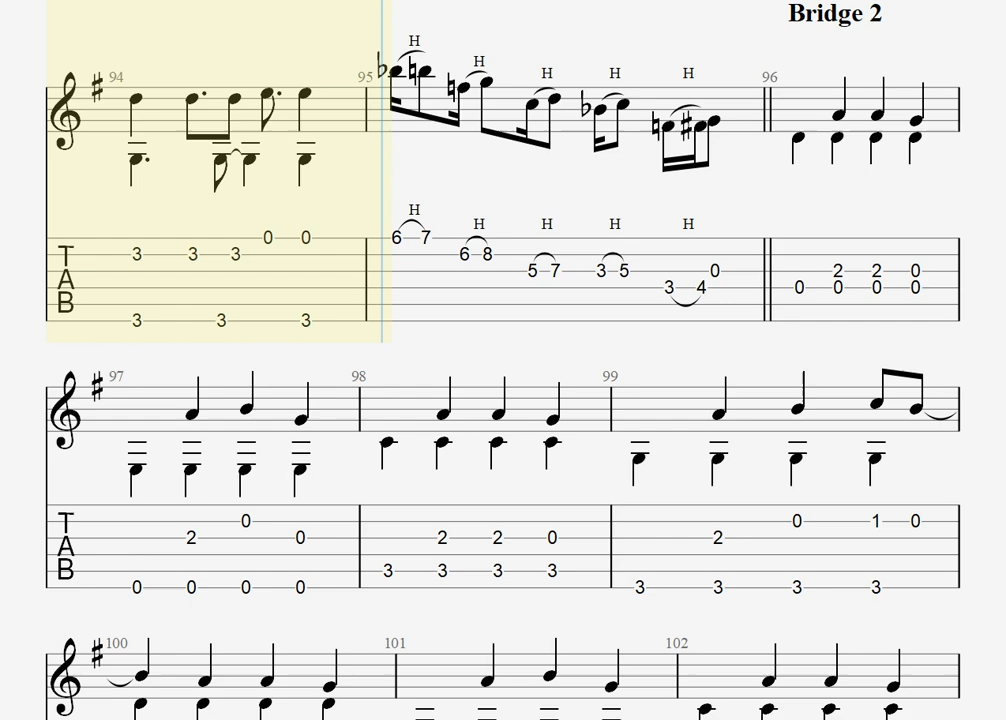 Bridge 2
94 95 96
H H H H H
H H H H H
T A B
0 0 6 7
3 3 3 6 8
5 7 3 5 0 2 2 0
3 4 0 0 0 0
3 3 3
97 98 99
T A B
0 0 1 0
2 0 2 2 0 2
3 3 3 3
0 0 0 0 3 3 3 3
100 101 102